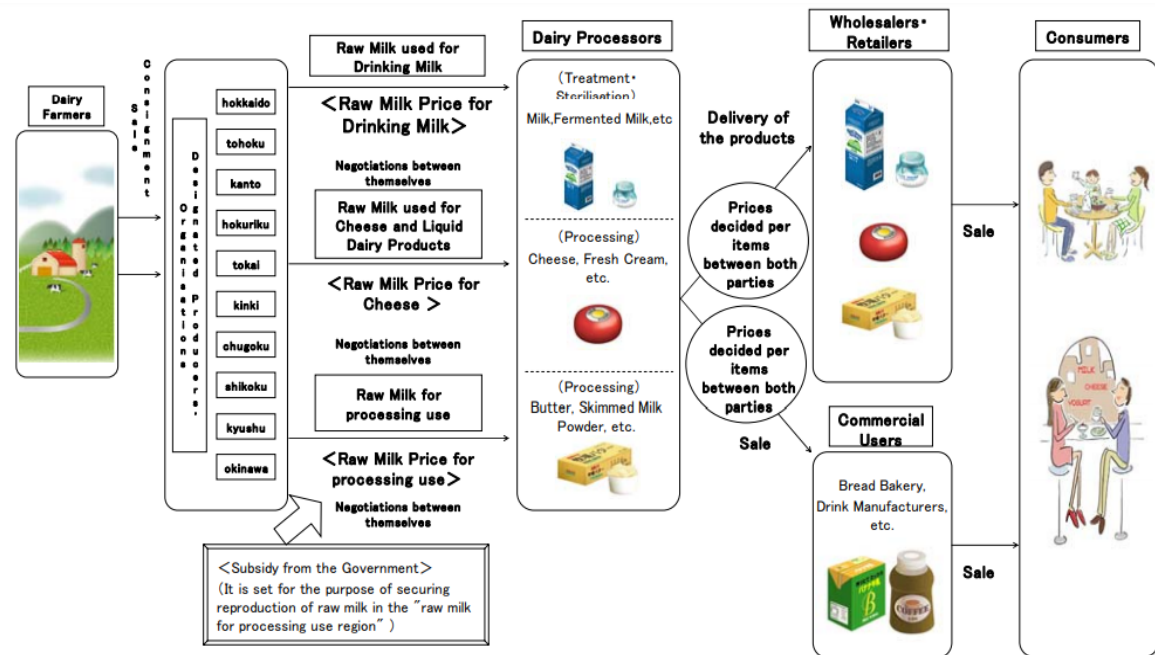 Dairy
Farmers
Consignment
Sale
Designated Producers'
Organisations
hokkaido
tohoku
kanto
hokuriku
tokai
kinki
chugoku
shikoku
kyushu
okinawa
Raw Milk used for
Drinking Milk
<Raw Milk Price for
Drinking Milk>
Negotiations between
themselves
Raw Milk used for
Cheese and Liquid
Dairy Products
<Raw Milk Price for
Cheese >
Negotiations between
themselves
Raw Milk for
processing use
<Raw Milk Price for
processing use>
Negotiations between
themselves
<Subsidy from the Government>
(It is set for the purpose of securing
reproduction of raw milk in the "raw milk
for processing use region" )
Dairy Processors
(Treatment・
Sterilisation)
Milk,Fermented Milk,etc
(Processing)
Cheese, Fresh Cream,
etc.
(Processing)
Butter, Skimmed Milk
Powder, etc.
Delivery of
the products
Prices
decided per
items
between both
parties
Prices
decided per
items
between both
parties
Sale
Wholesalers・
Retailers
Commercial
Users
Bread Bakery,
Drink Manufacturers,
etc.
B
COFFEE
Sale
Sale
Consumers
MILK
CHEESE
YOGURT